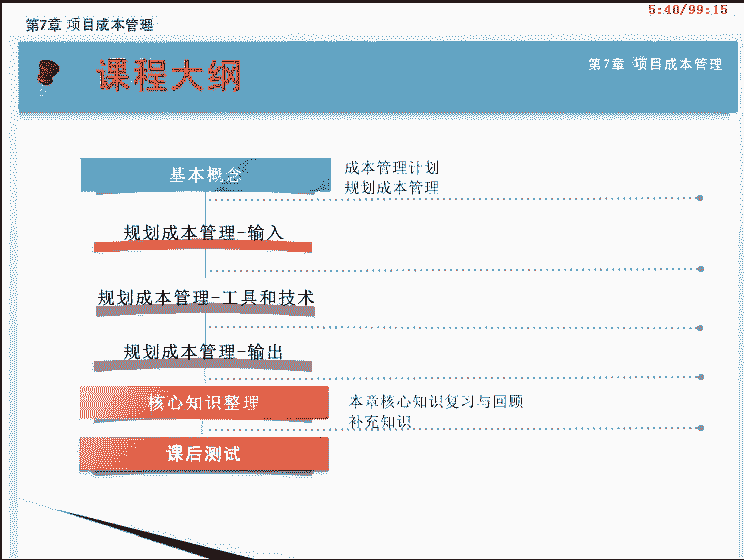 5:40/99:15
第7章 项目成本管理
课程大纲
第7章 项目成本管理
基本概念
成本管理计划
规划成本管理
规划成本管理-输入
规划成本管理-工具和技术
规划成本管理-输出
核心知识整理
本章核心知识复习与回顾
补充知识
课后测试